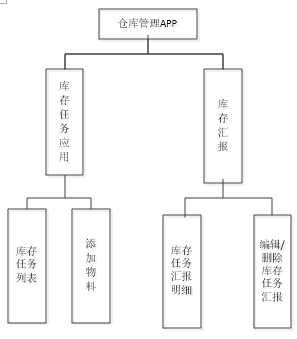 仓库管理APP
库
存
任
务
应
用
库
存
汇
报
库存
任务
列表
添
加
物
料
库存
任务
汇报
明细
编辑/
删除
库存
任务
汇报